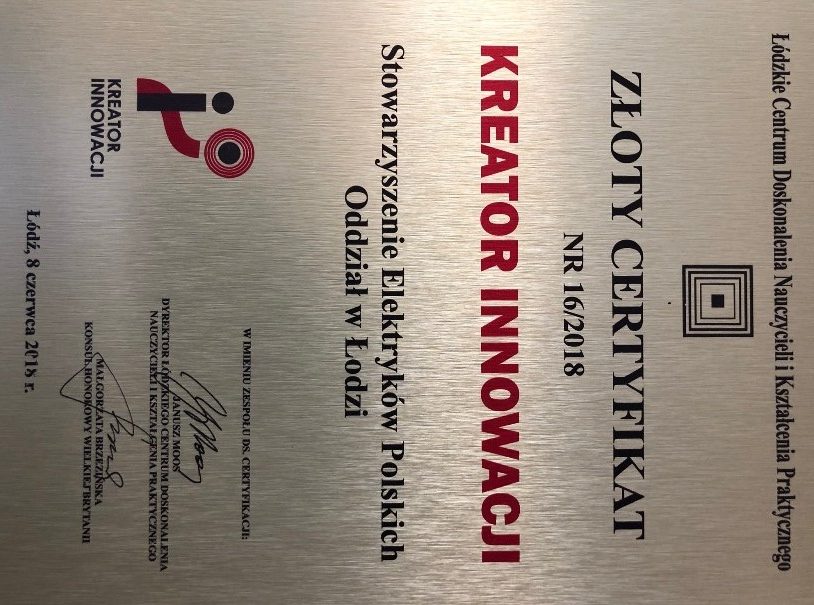 Łódzkie Centrum Doskonalenia Nauczycieli i Kształcenia Praktycznego
ZŁOTY CERTYFIKAT
NR 16/2018
KREATOR INNOWACJI
Stowarzyszenie Elektryków Polskich
Oddział w Łodzi
KREATOR
INNOWACJI
W IMIENIU ZESPOŁU DS. CERTYFIKACJI:
JANUSZ MOOS
DYREKTOR ŁÓDZKIEGO CENTRUM DOSKONALENIA
NAUCZYCIELI I KSZTAŁCENIA PRAKTYCZNEGO
MAŁGORZATA BRZEZIŃSKA
KONSUL HONOROWY WIELKIEJ BRYTANII
Łódź, 8 czerwca 2018 r.